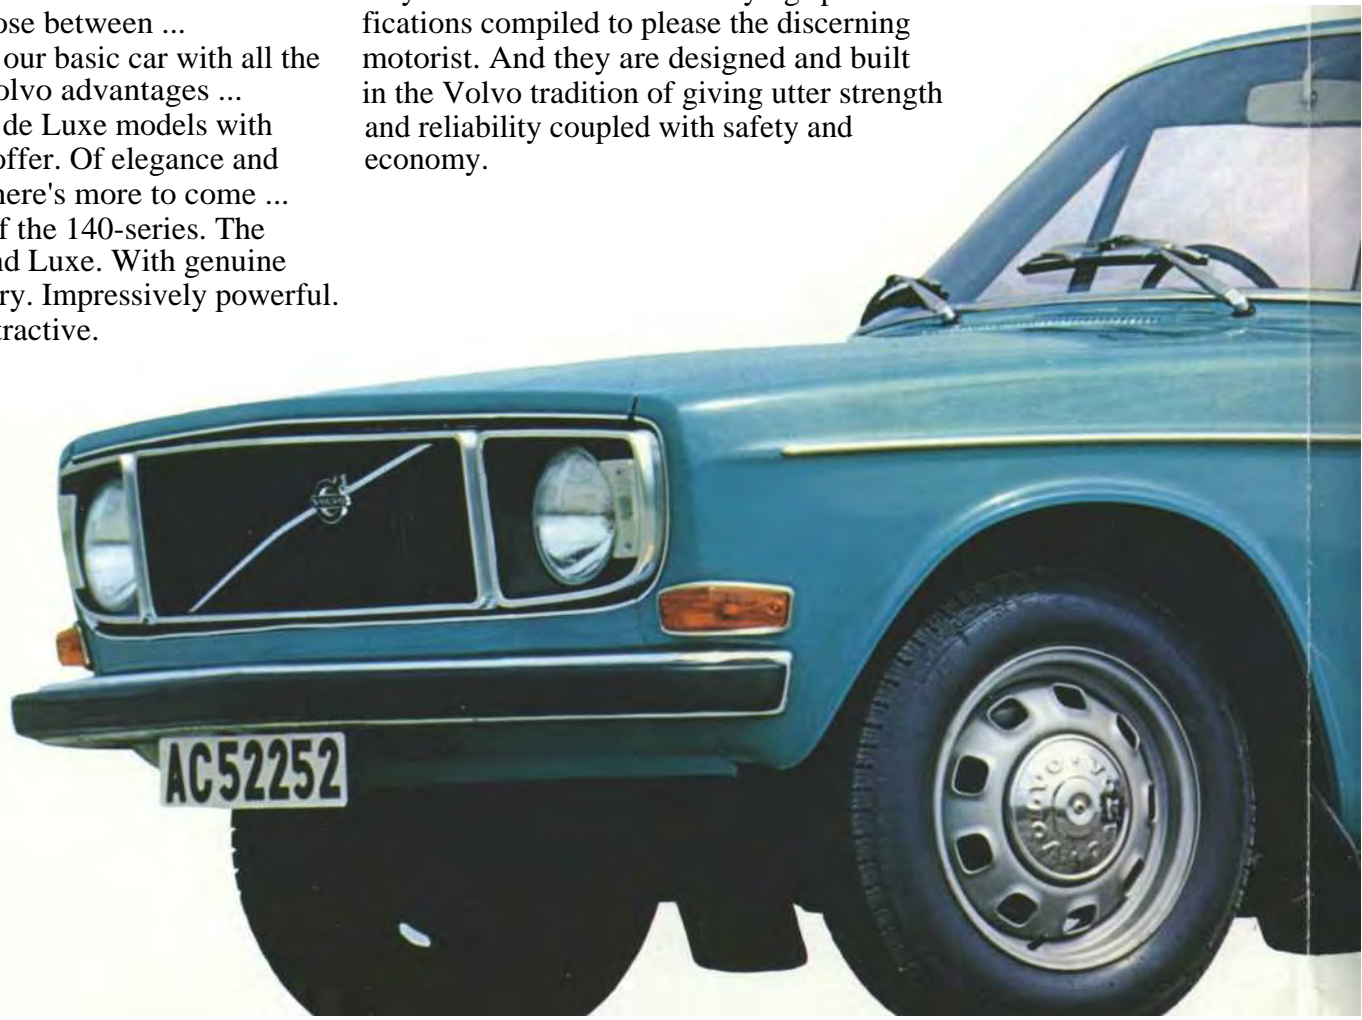 ose between ...
our basic car with all the
olvo advantages ...
de Luxe models with
offer. Of elegance and
here's more to come ...
f the 140-series. The
nd Luxe. With genuine
ry. Impressively powerful.
tractive.
fications compiled to please the discerning
motorist. And they are designed and built
in the Volvo tradition of giving utter strength
and reliability coupled with safety and
economy.
VOLVO
AC52252
VOLVO VOLVO